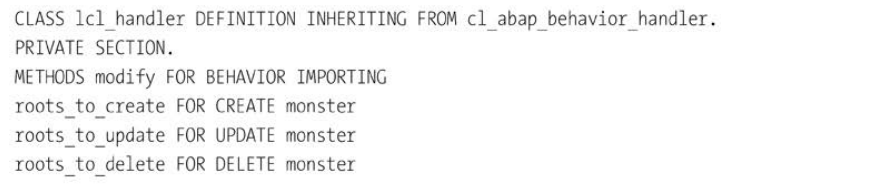 CLASS lcl_handler DEFINITION INHERITING FROM cl_abap_behavior_handler.
PRIVATE SECTION.
METHODS modify FOR BEHAVIOR IMPORTING
roots_to_create FOR CREATE monster
roots_to_update FOR UPDATE monster
roots_to_delete FOR DELETE monster